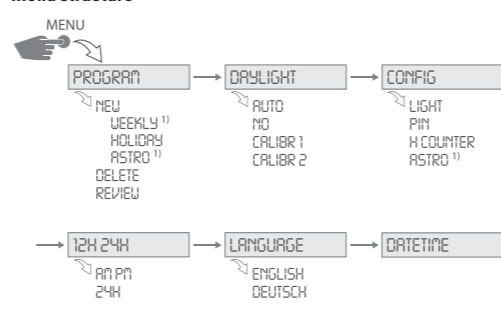 Menu Structure
MENU
PROGRAM
DAYLIGHT
CONFIG
NEW
WEEKLY 1)
HOLIDAY
ASTRO 1)
DELETE
REVIEW
AUTO
NO
CALIBR 1
CALIBR 2
LIGHT
PIN
H COUNTER
ASTRO 1)
12H 24H
LANGUAGE
DATETIME
AM PM
24H
ENGLISH
DEUTSCH